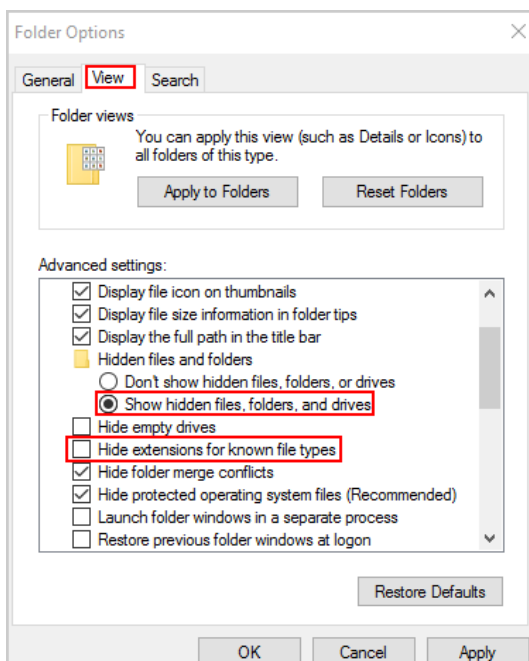 Folder Options
General View Search
Folder views
You can apply this view (such as Details or Icons) to
all folders of this type.
Apply to Folders Reset Folders
Advanced settings:
Display file icon on thumbnails
Display file size information in folder tips
Display the full path in the title bar
Hidden files and folders
Don't show hidden files, folders, or drives
Show hidden files, folders, and drives
Hide empty drives
Hide extensions for known file types
Hide folder merge conflicts
Hide protected operating system files (Recommended)
Launch folder windows in a separate process
Restore previous folder windows at logon
Restore Defaults
OK Cancel Apply